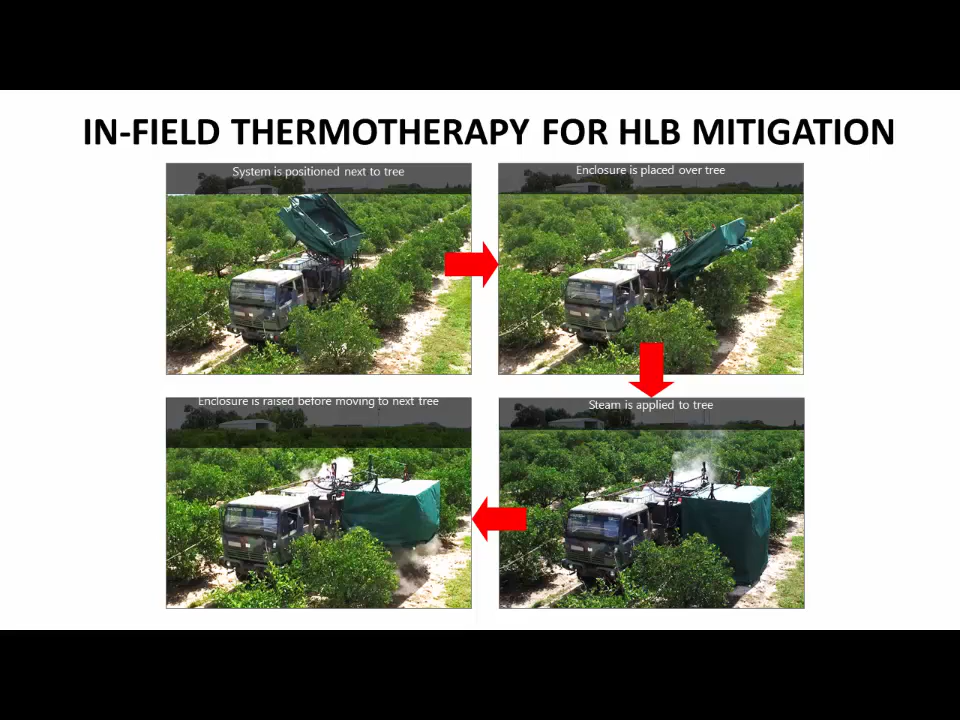 IN-FIELD THERMOTHERAPY FOR HLB MITIGATION
System is positioned next to tree
Enclosure is placed over tree
Steam is applied to tree
Enclosure is raised before moving to next tree